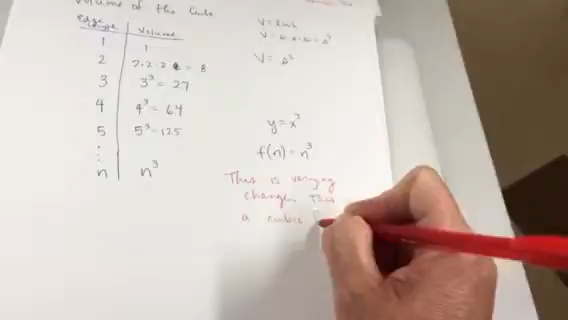 Volume of the Cube
Edge Volume
1 1
2 2·2·2 = 8
3 3³ = 27
4 4³ = 64
5 5³ = 125
⋮
n n³
V =
V = = s³
V = s³
y = x³
f(n) = n³
This is varying
change. This
a cubic